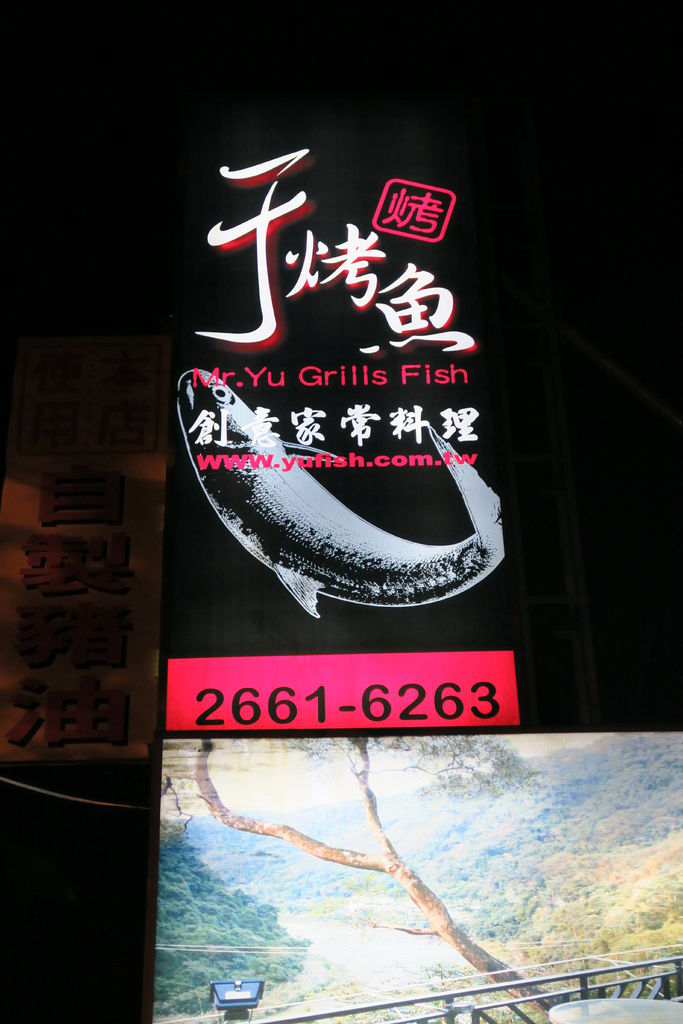 于烤魚
烤
Mr.Yu Grills Fish
創意家常料理
www.yufish.com.tw
2661-6263
本店
使用
自製豬油